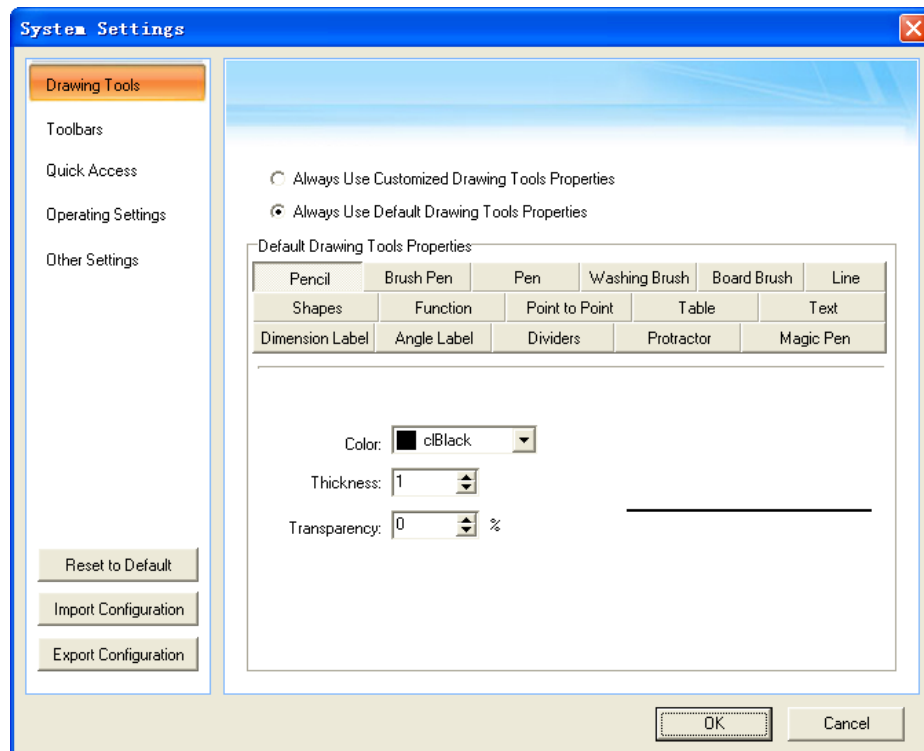 System Settings
Drawing Tools
Toolbars
Quick Access
Operating Settings
Other Settings
Reset to Default
Import Configuration
Export Configuration
Always Use Customized Drawing Tools Properties
Always Use Default Drawing Tools Properties
Default Drawing Tools Properties
Pencil Brush Pen Pen Washing Brush Board Brush Line
Shapes Function Point to Point Table Text
Dimension Label Angle Label Dividers Protractor Magic Pen
Color: clBlack
Thickness: 1
Transparency: 0 %
OK Cancel